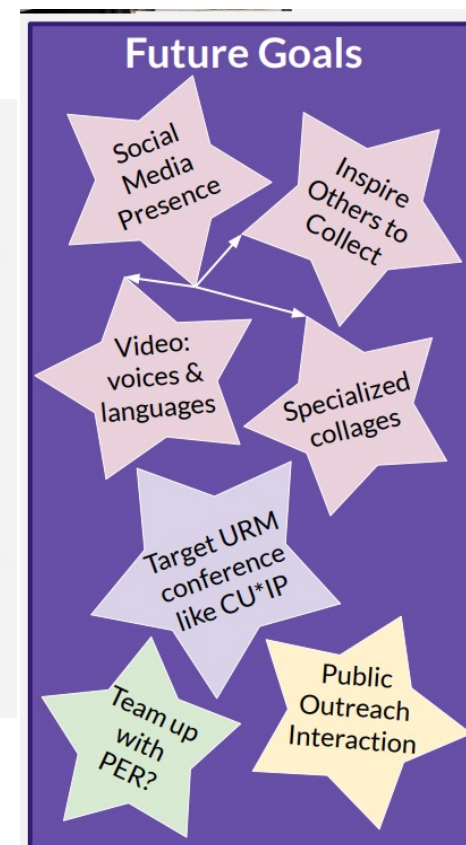 Future Goals
Social
Media
Presence
Inspire
Others to
Collect
Video:
voices &
languages
Specialized
collages
Target URM
conference
like CU*IP
Team up
with
PER?
Public
Outreach
Interaction